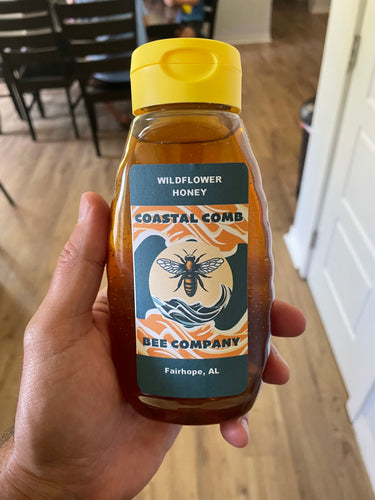 WILDFLOWER
HONEY
COASTAL COMB
BEE COMPANY
Fairhope, AL